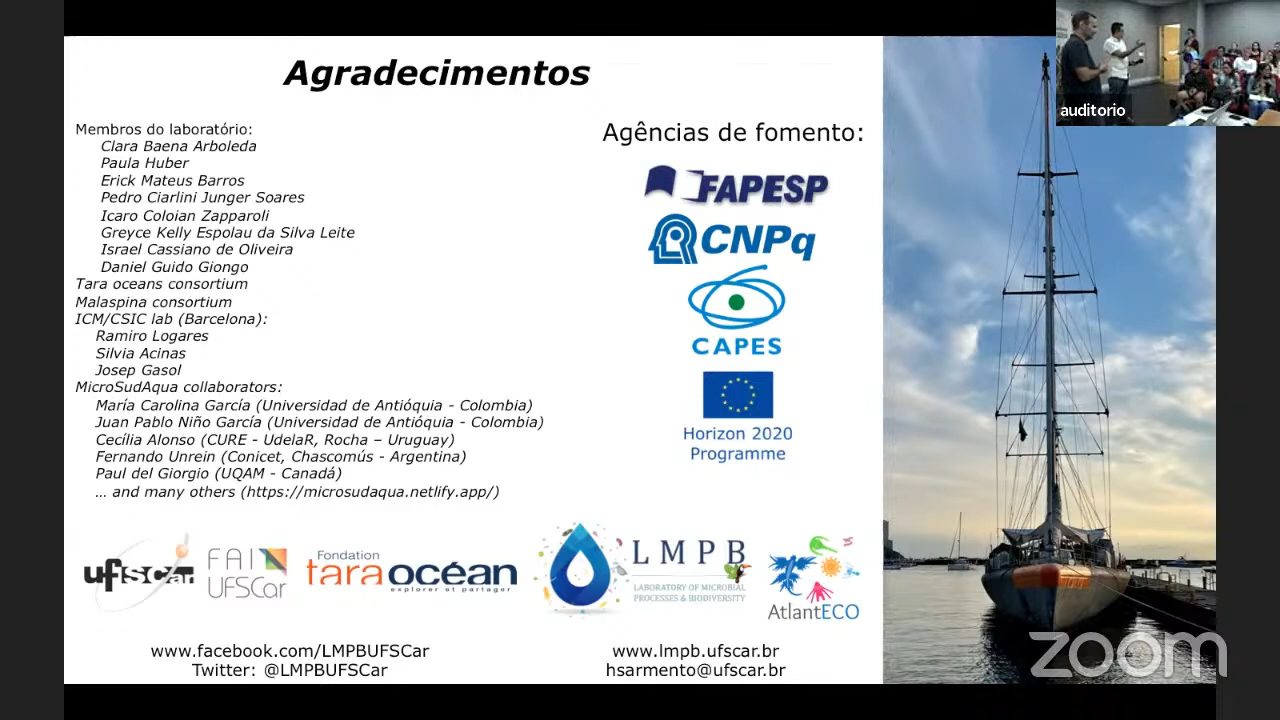 Agradecimentos
Membros do laboratório:
Clara Baena Arboleda
Paula Huber
Erick Mateus Barros
Pedro Ciarlini Junger Soares
Icaro Coloian Zapparoli
Greyce Kelly Espolau da Silva Leite
Israel Cassiano de Oliveira
Daniel Guido Giongo
Tara oceans consortium
Malaspina consortium
ICM/CSIC lab (Barcelona):
Ramiro Logares
Silvia Acinas
Josep Gasol
MicroSudAqua collaborators:
María Carolina García (Universidad de Antióquia - Colombia)
Juan Pablo Niño García (Universidad de Antióquia - Colombia)
Cecília Alonso (CURE - UdelaR, Rocha – Uruguay)
Fernando Unrein (Conicet, Chascomús - Argentina)
Paul del Giorgio (UQAM - Canadá)
… and many others (https://microsudaqua.netlify.app/)
Agências de fomento:
FAPESP
CNPq
CAPES
Horizon 2020
Programme
ufscar
FAI
UFSCar
Fondation
tara océan
explorer et partager
LMPB
LABORATORY OF MICROBIAL
PROCESSES & BIODIVERSITY
AtlantECO
www.facebook.com/LMPBUFSCar
Twitter: @LMPBUFSCar
www.lmpb.ufscar.br
hsarmento@ufscar.br
auditorio
zoom